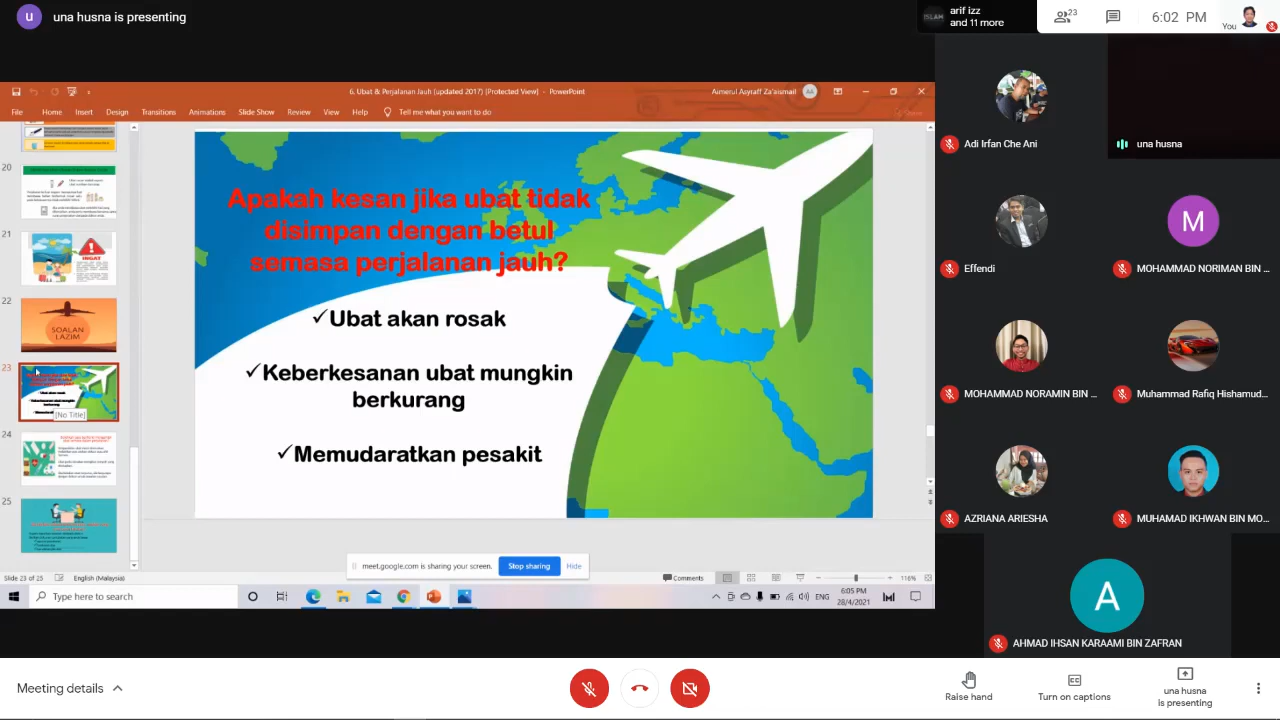 u una husna is presenting
arif izz
and 11 more
23
6:02 PM
You
6. Ubat & Perjalanan Jauh (updated 2017) (Protected View) - PowerPoint
Aimerul Asyraff Za'aismail AA
File Home Insert Design Transitions Animations Slide Show Review View Help Tell me what you want to do
20
21
INGAT
22
SOALAN
LAZIM
23
[No Title]
24
25
Apakah kesan jika ubat tidak
disimpan dengan betul
semasa perjalanan jauh?
✓Ubat akan rosak
✓Keberkesanan ubat mungkin
berkurang
✓Memudaratkan pesakit
meet.google.com is sharing your screen. Stop sharing Hide
Slide 23 of 25 English (Malaysia) Comments 116%
Type here to search
ENG
6:05 PM
28/4/2021
Adi Irfan Che Ani
una husna
Effendi
M
MOHAMMAD NORIMAN BIN ...
MOHAMMAD NORAMIN BIN ...
Muhammad Rafiq Hishamud...
AZRIANA ARIESHA
MUHAMAD IKHWAN BIN MO...
A
AHMAD IHSAN KARAAMI BIN ZAFRAN
Meeting details
Raise hand
Turn on captions
una husna
is presenting